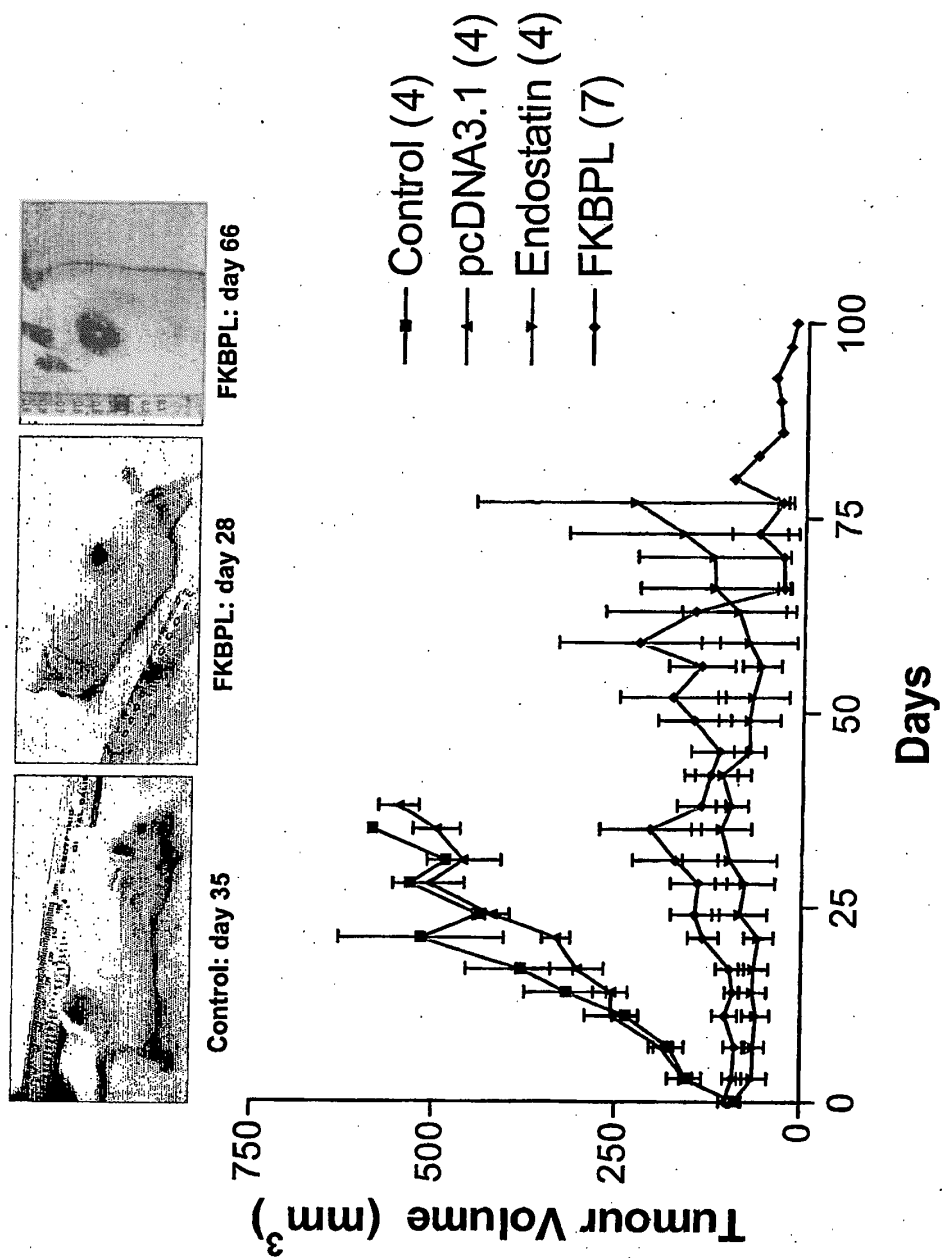 Control: day 35
FKBPL: day 28
FKBPL: day 66
Tumour Volume (mm³)
750
500
250
0
0
25
50
75
100
Days
Control (4)
pcDNA3.1 (4)
Endostatin (4)
FKBPL (7)